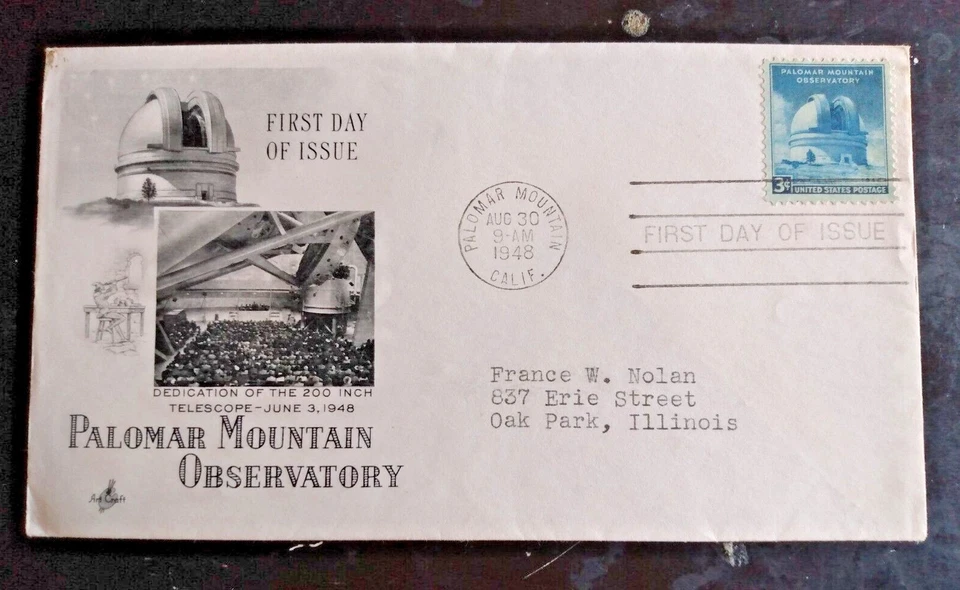 FIRST DAY
OF ISSUE
PALOMAR MOUNTAIN
OBSERVATORY
3¢ UNITED STATES POSTAGE
PALOMAR MOUNTAIN
AUG 30
9-AM
1948
CALIF.
FIRST DAY OF ISSUE
DEDICATION OF THE 200 INCH
TELESCOPE-JUNE 3, 1948
PALOMAR MOUNTAIN
OBSERVATORY
Art Craft
France W. Nolan
837 Erie Street
Oak Park, Illinois